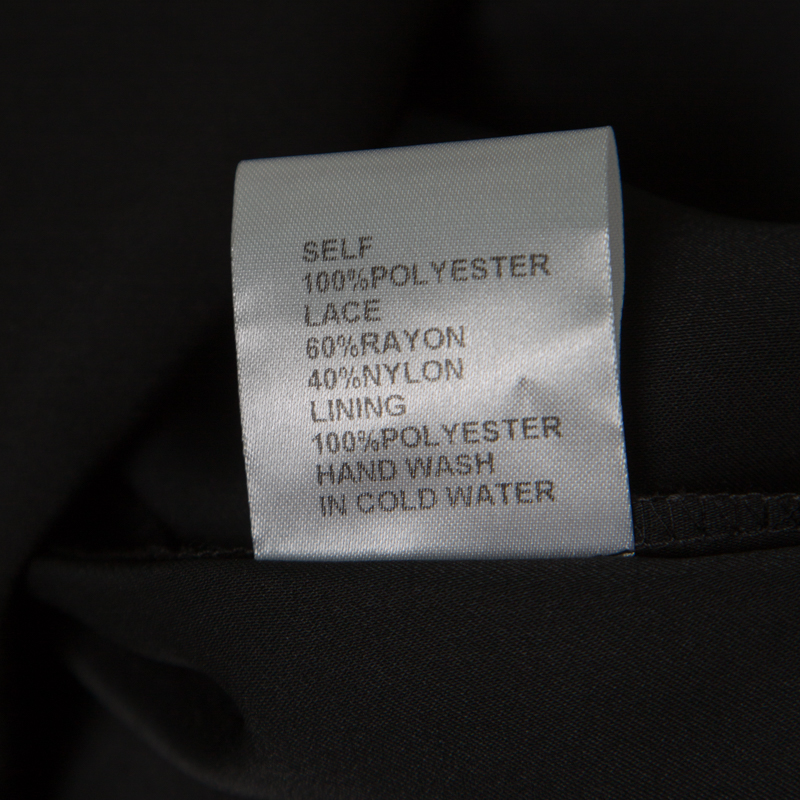 SELF
100%POLYESTER
LACE
60%RAYON
40%NYLON
LINING
100%POLYESTER
HAND WASH
IN COLD WATER